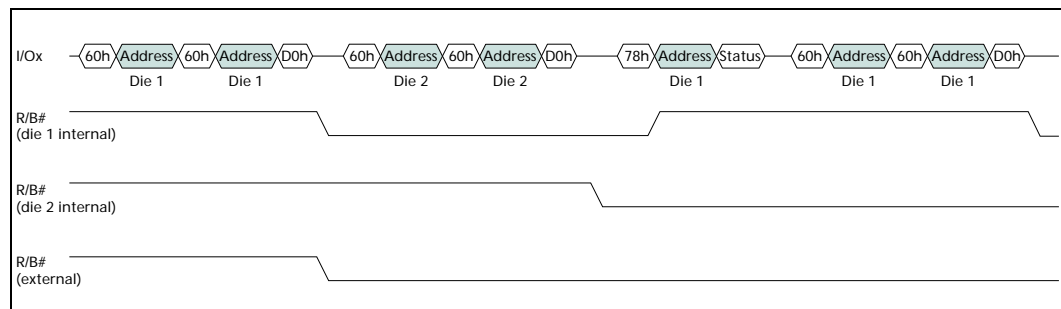 I/Ox 60h Address 60h Address D0h 60h Address 60h Address D0h 78h Address Status 60h Address 60h Address D0h
Die 1 Die 1 Die 2 Die 2 Die 1 Die 1 Die 1
R/B#
(die 1 internal)
R/B#
(die 2 internal)
R/B#
(external)